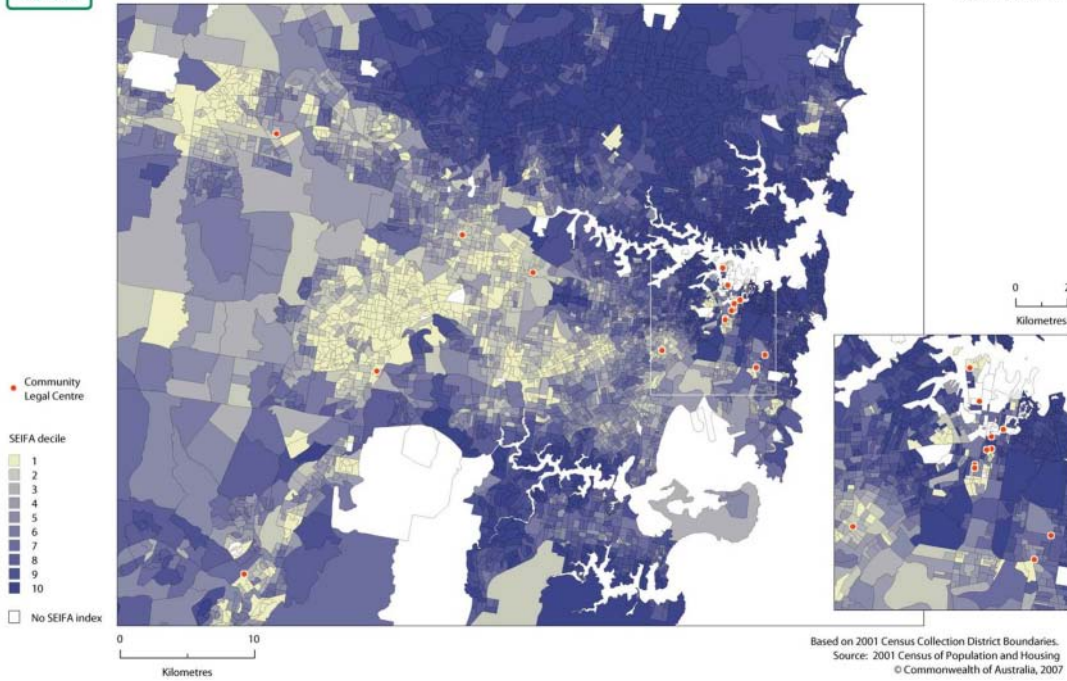 0 2
Kilometres
Community
Legal Centre
SEIFA decile
1
2
3
4
5
6
7
8
9
10
No SEIFA index
0 10
Kilometres
Based on 2001 Census Collection District Boundaries.
Source: 2001 Census of Population and Housing
© Commonwealth of Australia, 2007